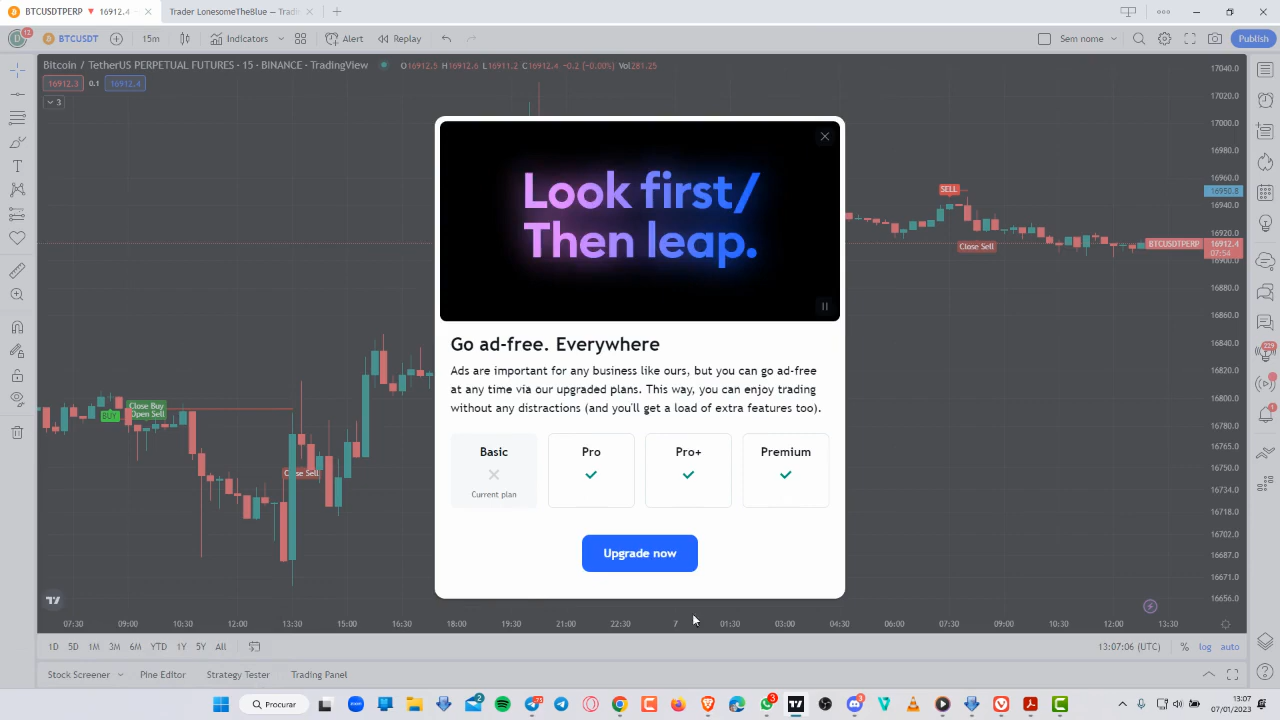 BTCUSDTPERP ▼ 16912.4
Trader LonesomeTheBlue — Tradin
12
BTCUSDT
15m
Indicators
Alert
Replay
Sem nome
Publish
Bitcoin / TetherUS PERPETUAL FUTURES · 15 · BINANCE · TradingView
O16912.5 H16912.6 L16911.2 C16912.4 −0.2 (−0.00%) Vol281.25
16912.3
0.1
16912.4
3
Look first/
Then leap.
Go ad-free. Everywhere
Ads are important for any business like ours, but you can go ad-free
at any time via our upgraded plans. This way, you can enjoy trading
without any distractions (and you'll get a load of extra features too).
Basic
Current plan
Pro
Pro+
Premium
Upgrade now
BUY
Close Buy
Open Sell
Close Sell
SELL
Close Sell
BTCUSDTPERP
17040.0
17020.0
17000.0
16980.0
16960.0
16950.8
16940.0
16920.0
16912.4
07:54
16900.0
16880.0
16860.0
16840.0
16820.0
16800.0
16780.0
16765.0
16750.0
16734.0
16718.0
16702.0
16687.0
16671.0
16656.0
229
1
07:30
09:00
10:30
12:00
13:30
15:00
16:30
18:00
19:30
21:00
22:30
7
01:30
03:00
04:30
06:00
07:30
09:00
10:30
12:00
13:30
1D
5D
1M
3M
6M
YTD
1Y
5Y
All
13:07:06 (UTC)
%
log
auto
Stock Screener
Pine Editor
Strategy Tester
Trading Panel
Procurar
zoom
2
3
13:07
07/01/2023